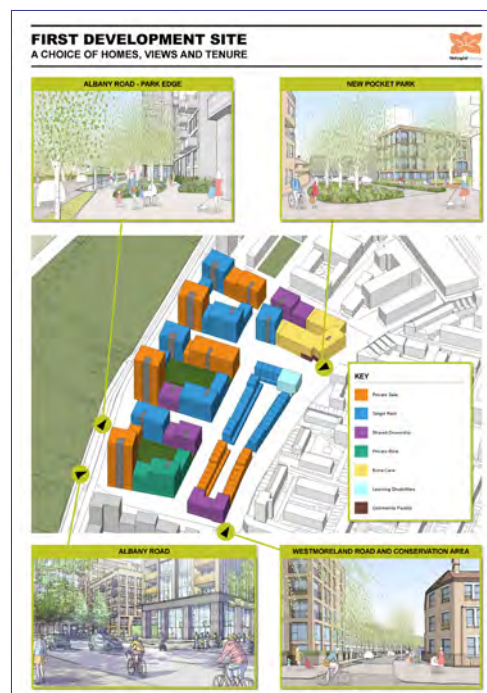 FIRST DEVELOPMENT SITE
A CHOICE OF HOMES, VIEWS AND TENURE
ALBANY ROAD - PARK EDGE
NEW POCKET PARK
KEY
Private Sale
Target Rent
Shared Ownership
Private Rent
Extra Care
Learning Disabilities
Community Facility
ALBANY ROAD
WESTMORELAND ROAD AND CONSERVATION AREA